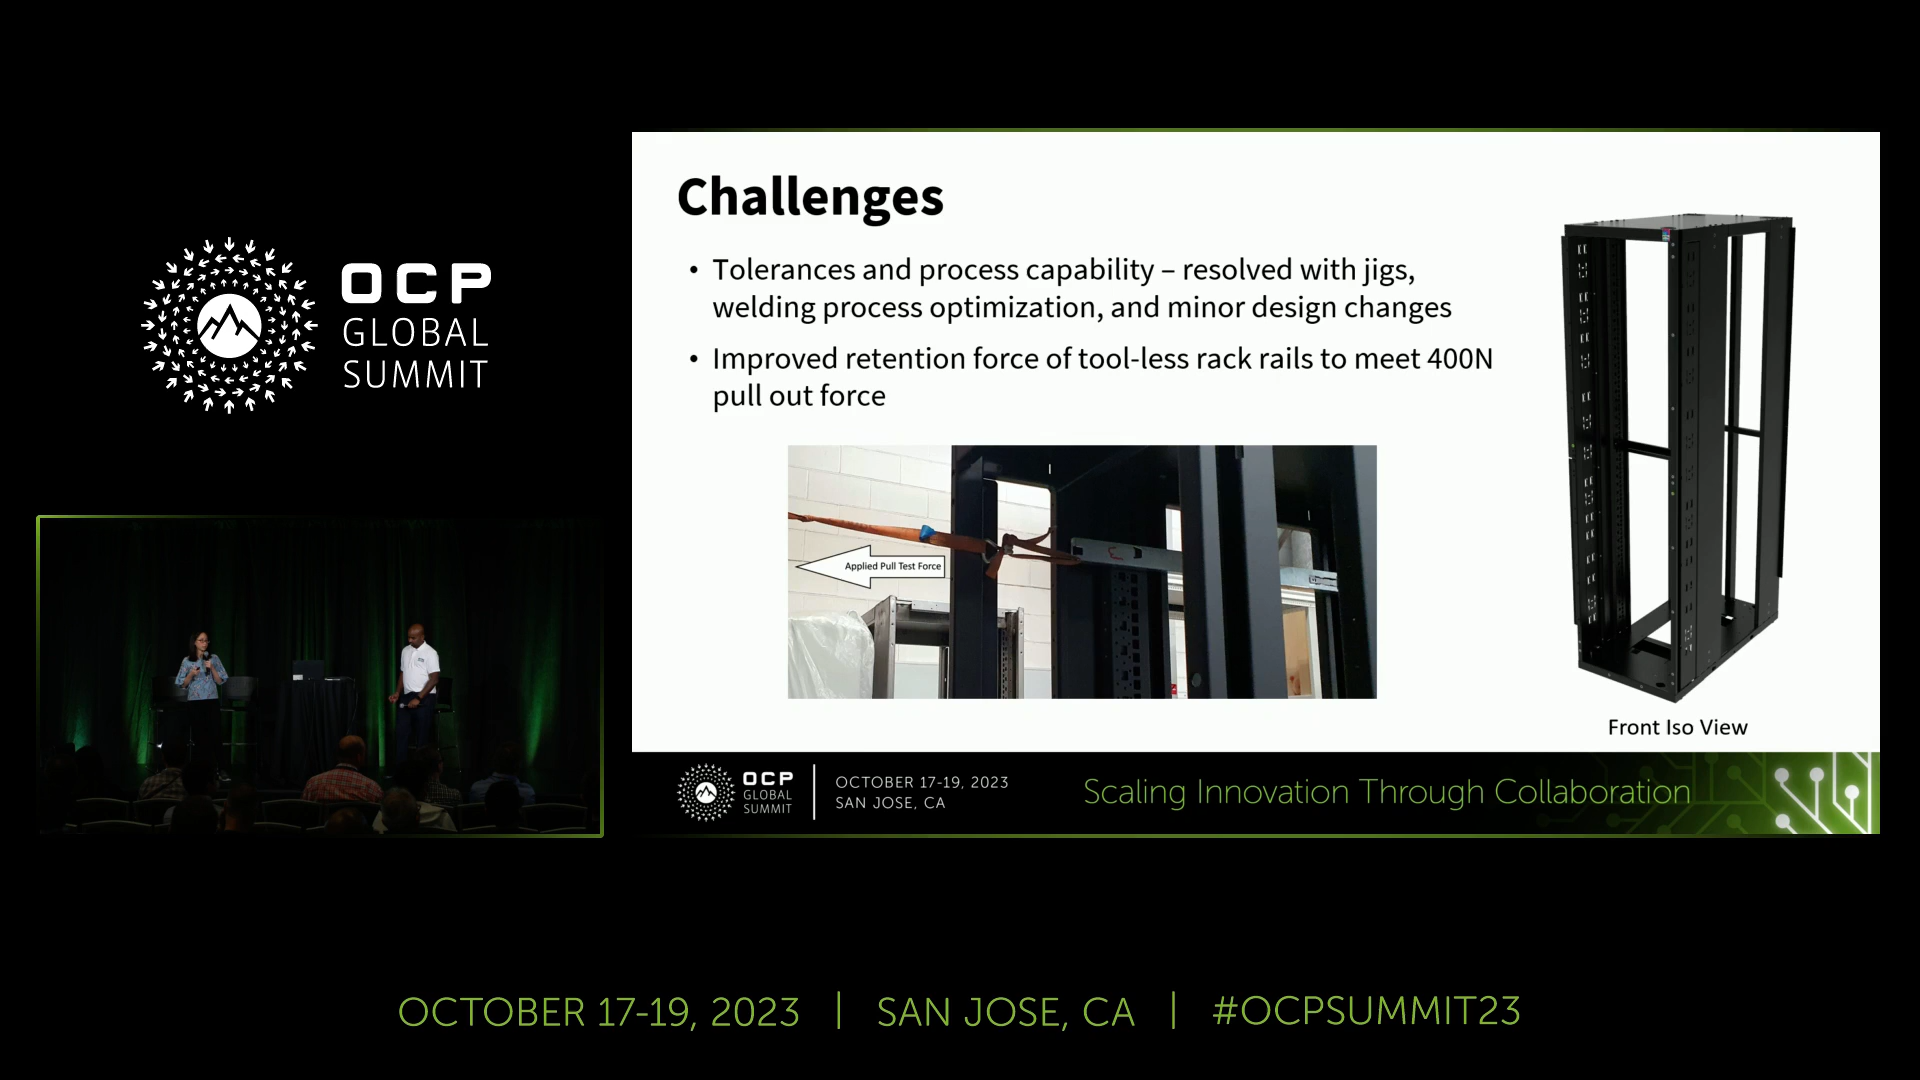 OCP
GLOBAL
SUMMIT
Challenges
• Tolerances and process capability – resolved with jigs,
welding process optimization, and minor design changes
• Improved retention force of tool-less rack rails to meet 400N
pull out force
Applied Pull Test Force
Front Iso View
OCP
GLOBAL
SUMMIT
OCTOBER 17-19, 2023
SAN JOSE, CA
Scaling Innovation Through Collaboration
OCTOBER 17-19, 2023 | SAN JOSE, CA | #OCPSUMMIT23